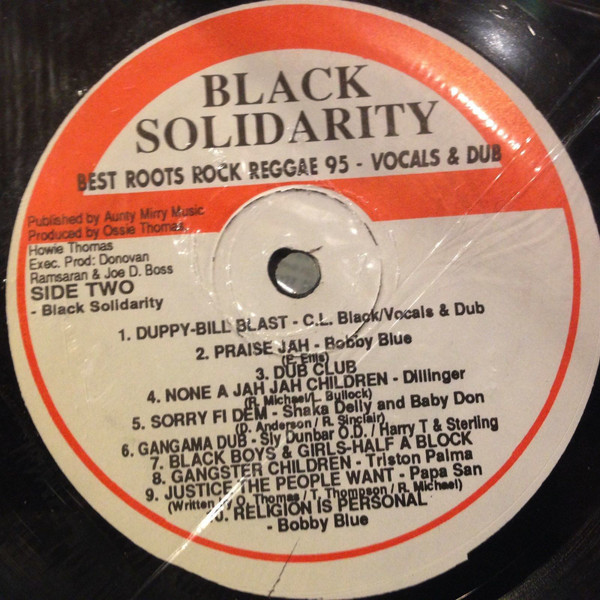 BLACK
SOLIDARITY
BEST ROOTS ROCK REGGAE 95 - VOCALS & DUB
Published by Aunty Mirry Music
Produced by Ossie Thomas,
Howie Thomas
Exec. Prod: Donovan
Ramsaran & Joe D. Boss
SIDE TWO
- Black Solidarity
1. DUPPY-BILL BLAST - C.L. Black/Vocals & Dub
2. PRAISE JAH - Bobby Blue
(P. Ellis)
3. DUB CLUB
4. NONE A JAH JAH CHILDREN - Dillinger
(R. Michael/L. Bullock)
5. SORRY FI DEM - Shaka Delly and Baby Don
(D. Anderson / R. Sinclair)
6. GANGAMA DUB - Sly Dunbar O.D. / Harry T & Sterling
7. BLACK BOYS & GIRLS-HALF A BLOCK
8. GANGSTER CHILDREN - Triston Palma
9. JUSTICE THE PEOPLE WANT - Papa San
(Written by O. Thomas / T. Thompson / R. Michael)
10. RELIGION IS PERSONAL
- Bobby Blue